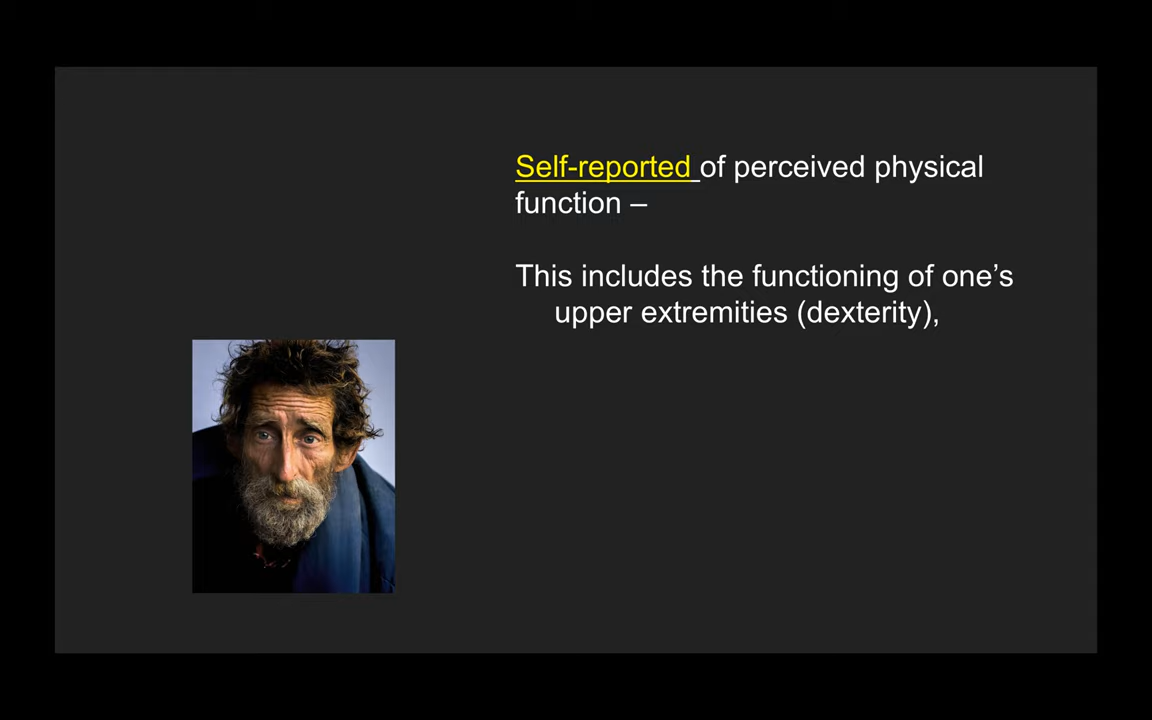 Self-reported of perceived physical
function –
This includes the functioning of one’s
upper extremities (dexterity),